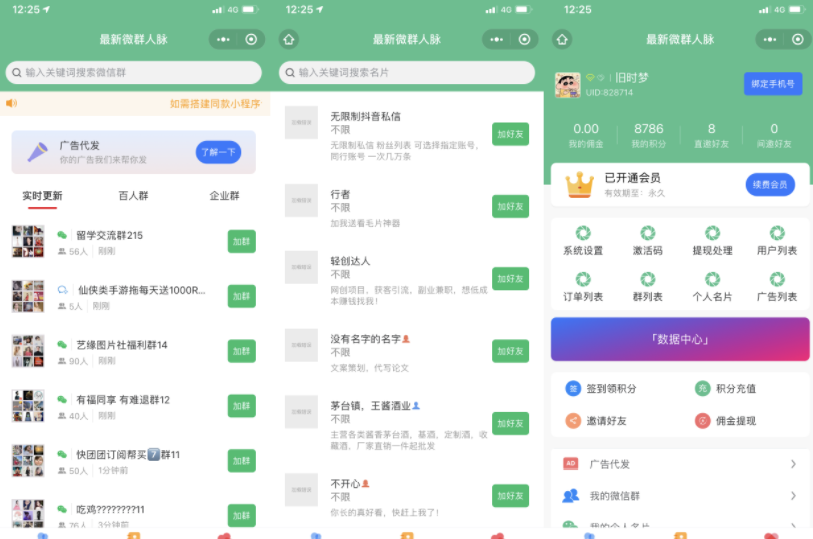 12:25
4G
最新微群人脉
输入关键词搜索微信群
如需搭建同款小程序
广告代发
你的广告我们来帮你发
了解一下
实时更新
百人群
企业群
留学交流群215
56人
刚刚
加群
仙侠类手游拖每天送1000R...
5人
刚刚
加群
艺缘图片社福利群14
90人
刚刚
加群
有福同享 有难退群12
40人
刚刚
加群
快团团订阅帮买7️⃣群11
50人
1分钟前
加群
吃鸡????????11
76人
3分钟前
加群
12:25
4G
最新微群人脉
输入关键词搜索名片
无限制抖音私信
不限
无限制私信 粉丝列表 可选择指定账号,
同行账号 一次几万条
加好友
行者
不限
加我送看毛片神器
加好友
轻创达人
不限
网创项目，获客引流，副业兼职，想低成
本赚钱找我！
加好友
没有名字的名字
不限
文案策划，代写论文
加好友
茅台镇，王酱酒业
不限
主营各类酱香茅台酒，基酒，定制酒，收
藏酒，厂家直销一件起批发
加好友
不开心
不限
你长的真好看，快赶上我了！
加好友
12:25
4G
最新微群人脉
旧时梦
UID:828714
绑定手机号
0.00
8786
8
0
我的佣金
我的积分
直邀好友
间邀好友
已开通会员
有效期至：永久
续费会员
系统设置
激活码
提现处理
用户列表
订单列表
群列表
个人名片
广告列表
「数据中心」
签到领积分
积分充值
邀请好友
佣金提现
AD
广告代发
我的微信群
我的个人名片